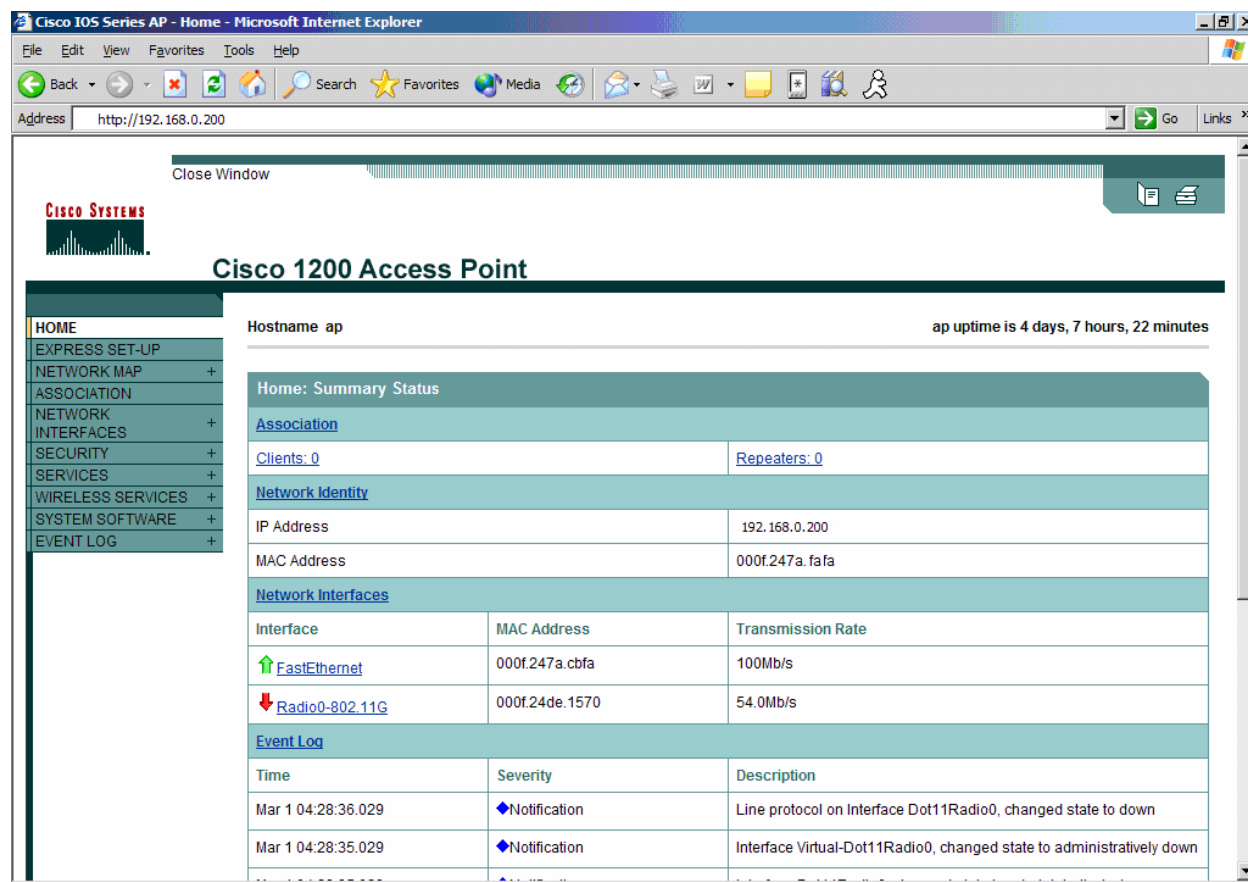 Cisco IOS Series AP - Home - Microsoft Internet Explorer
File Edit View Favorites Tools Help
Back Search Favorites Media
Address http://192.168.0.200 Go Links
Close Window
CISCO SYSTEMS
Cisco 1200 Access Point
HOME
EXPRESS SET-UP
NETWORK MAP +
ASSOCIATION
NETWORK INTERFACES +
SECURITY +
SERVICES +
WIRELESS SERVICES +
SYSTEM SOFTWARE +
EVENT LOG +
Hostname ap ap uptime is 4 days, 7 hours, 22 minutes
Home: Summary Status
Association
Clients: 0 Repeaters: 0
Network Identity
IP Address 192.168.0.200
MAC Address 000f.247a.fafa
Network Interfaces
Interface MAC Address Transmission Rate
FastEthernet 000f.247a.cbfa 100Mb/s
Radio0-802.11G 000f.24de.1570 54.0Mb/s
Event Log
Time Severity Description
Mar 1 04:28:36.029 Notification Line protocol on Interface Dot11Radio0, changed state to down
Mar 1 04:28:35.029 Notification Interface Virtual-Dot11Radio0, changed state to administratively down